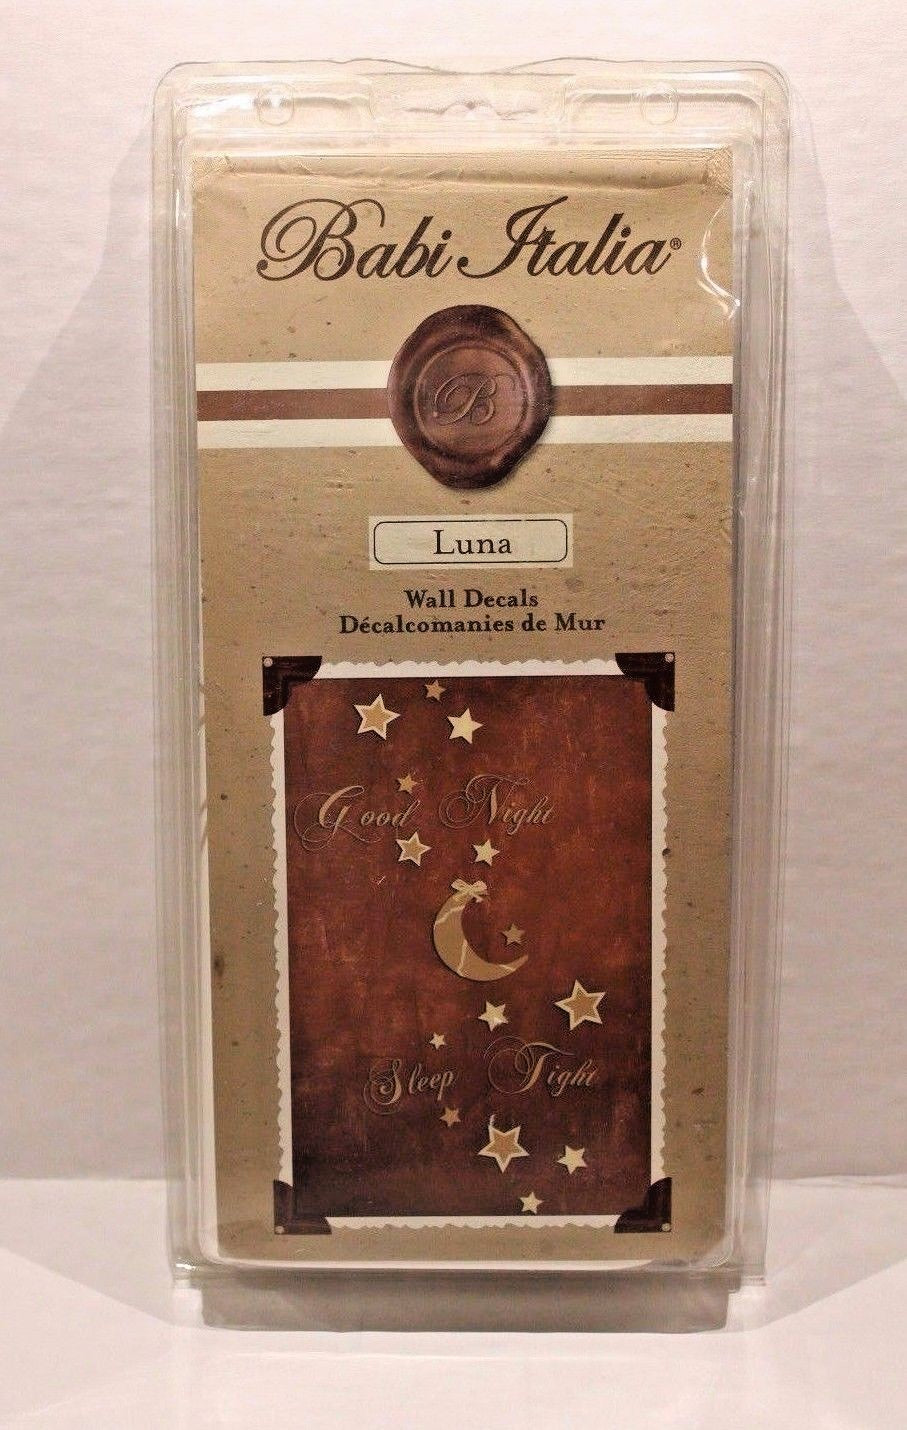 Babi Italia®
B
Luna
Wall Decals
Décalcomanies de Mur
Good Night
Sleep Tight